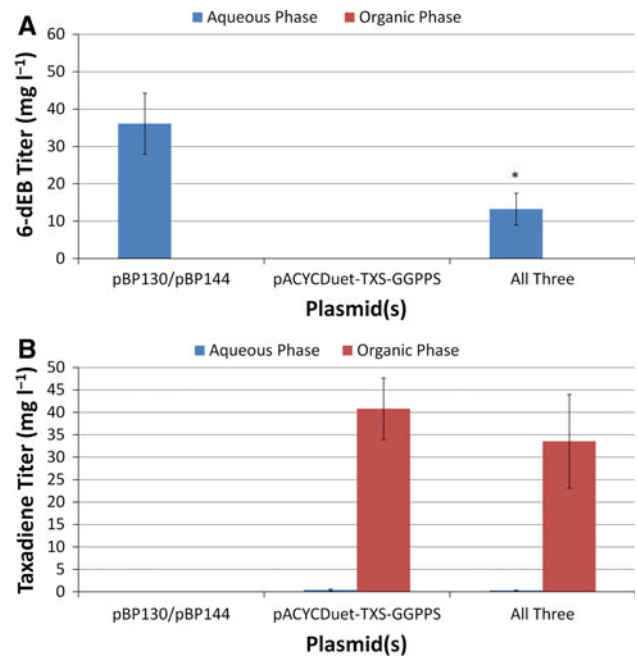 A
Aqueous Phase Organic Phase
6-dEB Titer (mg l⁻¹)
60
50
40
30
20
10
0
*
pBP130/pBP144 pACYCDuet-TXS-GGPPS All Three
Plasmid(s)
B
Aqueous Phase Organic Phase
Taxadiene Titer (mg l⁻¹)
50
45
40
35
30
25
20
15
10
5
0
pBP130/pBP144 pACYCDuet-TXS-GGPPS All Three
Plasmid(s)